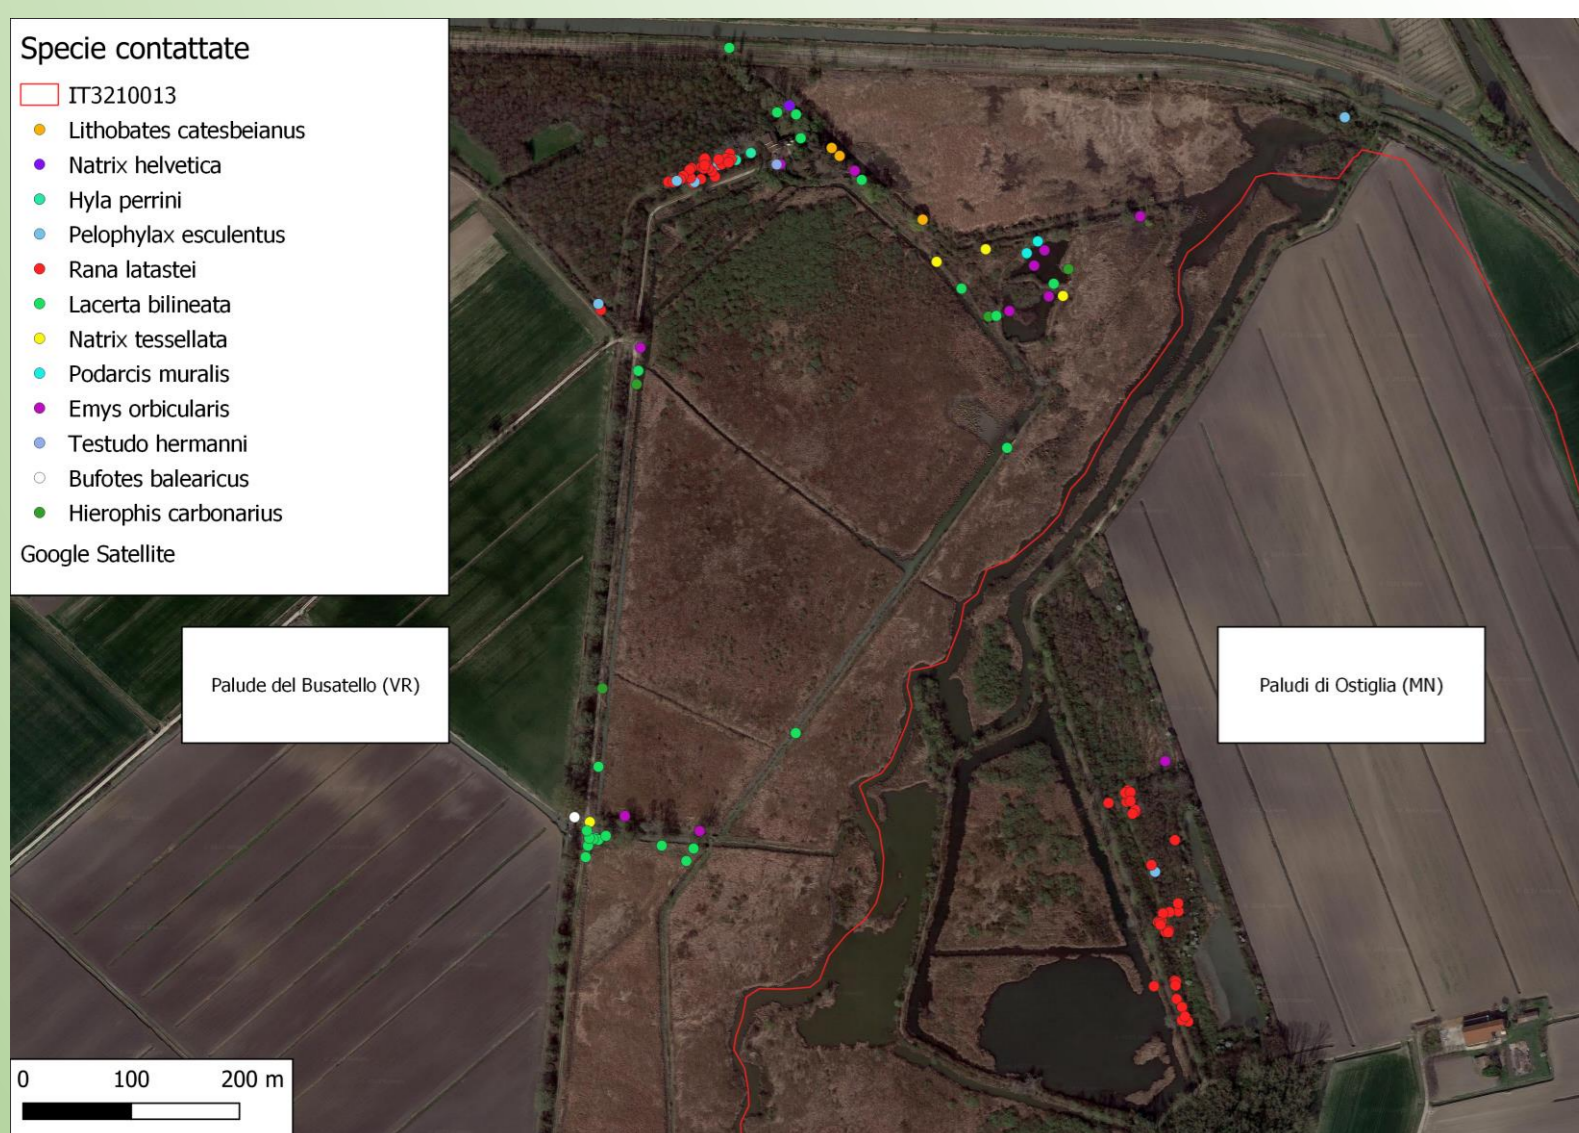 Specie contattate
IT3210013
Lithobates catesbeianus
Natrix helvetica
Hyla perrini
Pelophylax esculentus
Rana latastei
Lacerta bilineata
Natrix tessellata
Podarcis muralis
Emys orbicularis
Testudo hermanni
Bufotes balearicus
Hierophis carbonarius
Google Satellite
Palude del Busatello (VR)
Paludi di Ostiglia (MN)
0 100 200 m